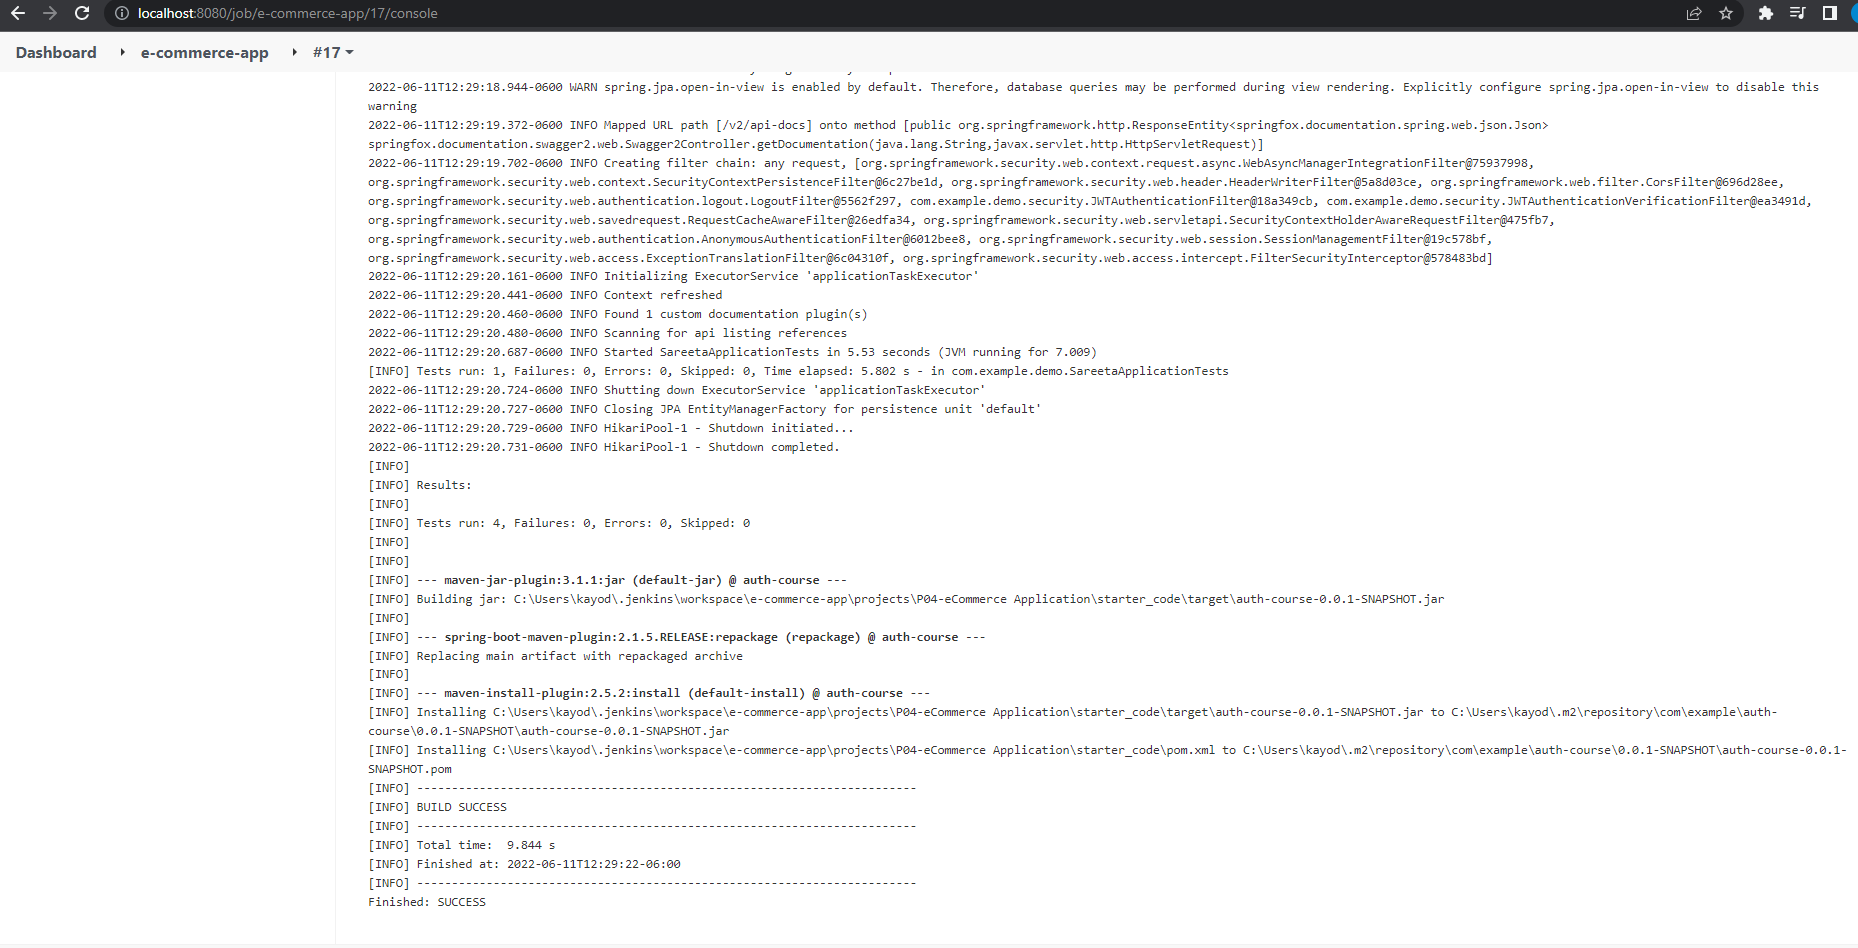 localhost:8080/job/e-commerce-app/17/console
Dashboard e-commerce-app #17
2022-06-11T12:29:18.944-0600 WARN spring.jpa.open-in-view is enabled by default. Therefore, database queries may be performed during view rendering. Explicitly configure spring.jpa.open-in-view to disable this
warning
2022-06-11T12:29:19.372-0600 INFO Mapped URL path [/v2/api-docs] onto method [public org.springframework.http.ResponseEntity<springfox.documentation.spring.web.json.Json>
springfox.documentation.swagger2.web.Swagger2Controller.getDocumentation(java.lang.String,javax.servlet.http.HttpServletRequest)]
2022-06-11T12:29:19.702-0600 INFO Creating filter chain: any request, [org.springframework.security.web.context.request.async.WebAsyncManagerIntegrationFilter@75937998,
org.springframework.security.web.context.SecurityContextPersistenceFilter@6c27be1d, org.springframework.security.web.header.HeaderWriterFilter@5a8d03ce, org.springframework.web.filter.CorsFilter@696d28ee,
org.springframework.security.web.authentication.logout.LogoutFilter@5562f297, com.example.demo.security.JWTAuthenticationFilter@18a349cb, com.example.demo.security.JWTAuthenticationVerificationFilter@ea3491d,
org.springframework.security.web.savedrequest.RequestCacheAwareFilter@26edfa34, org.springframework.security.web.servletapi.SecurityContextHolderAwareRequestFilter@475fb7,
org.springframework.security.web.authentication.AnonymousAuthenticationFilter@6012bee8, org.springframework.security.web.session.SessionManagementFilter@19c578bf,
org.springframework.security.web.access.ExceptionTranslationFilter@6c04310f, org.springframework.security.web.access.intercept.FilterSecurityInterceptor@578483bd]
2022-06-11T12:29:20.161-0600 INFO Initializing ExecutorService 'applicationTaskExecutor'
2022-06-11T12:29:20.441-0600 INFO Context refreshed
2022-06-11T12:29:20.460-0600 INFO Found 1 custom documentation plugin(s)
2022-06-11T12:29:20.480-0600 INFO Scanning for api listing references
2022-06-11T12:29:20.687-0600 INFO Started SareetaApplicationTests in 5.53 seconds (JVM running for 7.009)
[INFO] Tests run: 1, Failures: 0, Errors: 0, Skipped: 0, Time elapsed: 5.802 s - in com.example.demo.SareetaApplicationTests
2022-06-11T12:29:20.724-0600 INFO Shutting down ExecutorService 'applicationTaskExecutor'
2022-06-11T12:29:20.727-0600 INFO Closing JPA EntityManagerFactory for persistence unit 'default'
2022-06-11T12:29:20.729-0600 INFO HikariPool-1 - Shutdown initiated...
2022-06-11T12:29:20.731-0600 INFO HikariPool-1 - Shutdown completed.
[INFO]
[INFO] Results:
[INFO]
[INFO] Tests run: 4, Failures: 0, Errors: 0, Skipped: 0
[INFO]
[INFO]
[INFO] --- maven-jar-plugin:3.1.1:jar (default-jar) @ auth-course ---
[INFO] Building jar: C:\Users\kayod\.jenkins\workspace\e-commerce-app\projects\P04-eCommerce Application\starter_code\target\auth-course-0.0.1-SNAPSHOT.jar
[INFO]
[INFO] --- spring-boot-maven-plugin:2.1.5.RELEASE:repackage (repackage) @ auth-course ---
[INFO] Replacing main artifact with repackaged archive
[INFO]
[INFO] --- maven-install-plugin:2.5.2:install (default-install) @ auth-course ---
[INFO] Installing C:\Users\kayod\.jenkins\workspace\e-commerce-app\projects\P04-eCommerce Application\starter_code\target\auth-course-0.0.1-SNAPSHOT.jar to C:\Users\kayod\.m2\repository\com\example\auth-
course\0.0.1-SNAPSHOT\auth-course-0.0.1-SNAPSHOT.jar
[INFO] Installing C:\Users\kayod\.jenkins\workspace\e-commerce-app\projects\P04-eCommerce Application\starter_code\pom.xml to C:\Users\kayod\.m2\repository\com\example\auth-course\0.0.1-SNAPSHOT\auth-course-0.0.1-
SNAPSHOT.pom
[INFO] ------------------------------------------------------------------------
[INFO] BUILD SUCCESS
[INFO] ------------------------------------------------------------------------
[INFO] Total time:  9.844 s
[INFO] Finished at: 2022-06-11T12:29:22-06:00
[INFO] ------------------------------------------------------------------------
Finished: SUCCESS